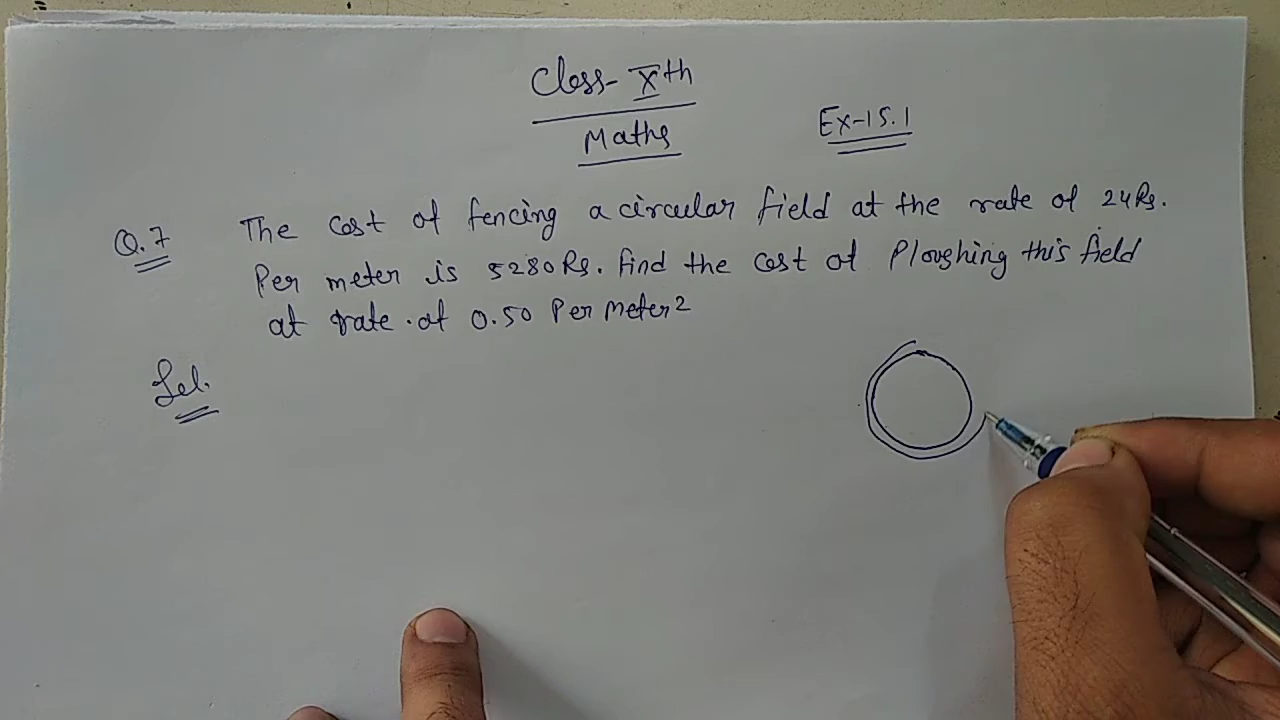 Class-Xth
Maths
Ex-15.1
Q.7 The cost of fencing a circular field at the rate of 24Rs.
Per meter is 5280Rs. find the cost of Ploughing this field
at rate of 0.50 Per Meter2
Sol.